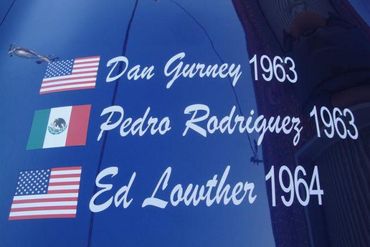 Dan Gurney 1963
Pedro Rodriguez 1963
Ed Lowther 1964